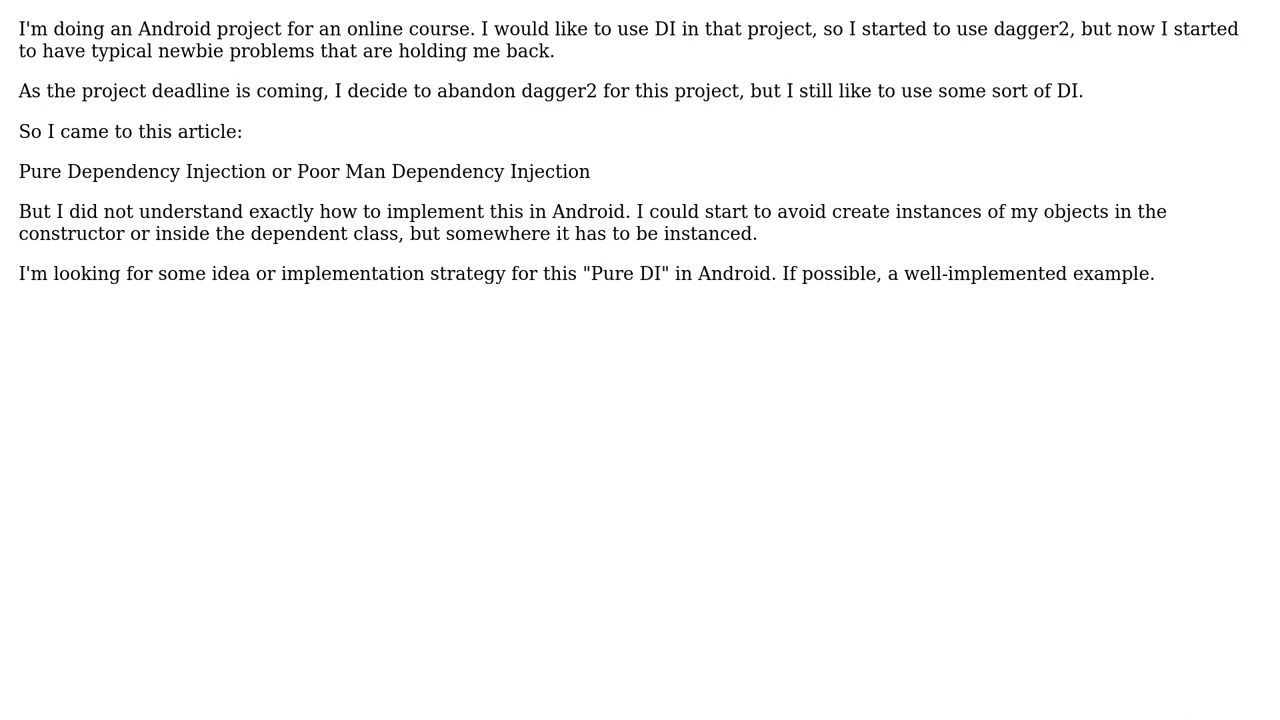 I'm doing an Android project for an online course. I would like to use DI in that project, so I started to use dagger2, but now I started
to have typical newbie problems that are holding me back.
As the project deadline is coming, I decide to abandon dagger2 for this project, but I still like to use some sort of DI.
So I came to this article:
Pure Dependency Injection or Poor Man Dependency Injection
But I did not understand exactly how to implement this in Android. I could start to avoid create instances of my objects in the
constructor or inside the dependent class, but somewhere it has to be instanced.
I'm looking for some idea or implementation strategy for this "Pure DI" in Android. If possible, a well-implemented example.